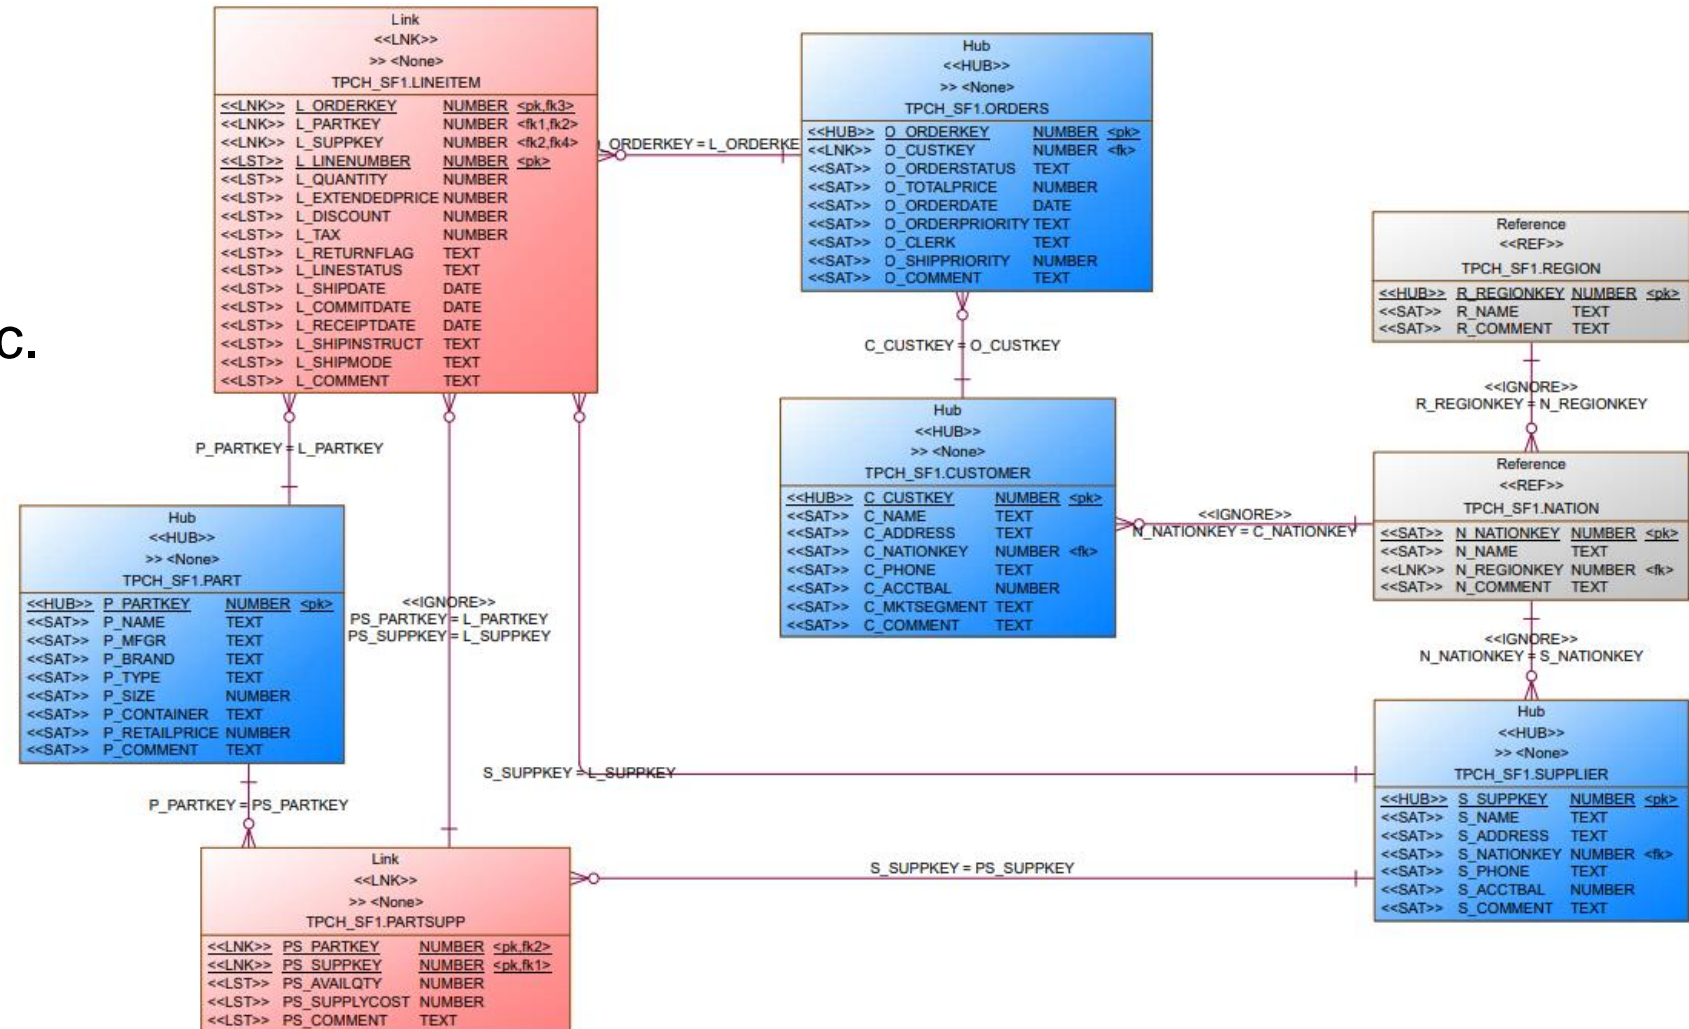 Link
<<LNK>>
>> <None>
TPCH_SF1.LINEITEM
<<LNK>> L_ORDERKEY NUMBER <pk,fk3>
<<LNK>> L_PARTKEY NUMBER <fk1,fk2>
<<LNK>> L_SUPPKEY NUMBER <fk2,fk4>
<<LST>> L_LINENUMBER NUMBER <pk>
<<LST>> L_QUANTITY NUMBER
<<LST>> L_EXTENDEDPRICE NUMBER
<<LST>> L_DISCOUNT NUMBER
<<LST>> L_TAX NUMBER
<<LST>> L_RETURNFLAG TEXT
<<LST>> L_LINESTATUS TEXT
<<LST>> L_SHIPDATE DATE
<<LST>> L_COMMITDATE DATE
<<LST>> L_RECEIPTDATE DATE
<<LST>> L_SHIPINSTRUCT TEXT
<<LST>> L_SHIPMODE TEXT
<<LST>> L_COMMENT TEXT
_ORDERKEY = L_ORDERKE
Hub
<<HUB>>
>> <None>
TPCH_SF1.ORDERS
<<HUB>> O_ORDERKEY NUMBER <pk>
<<LNK>> O_CUSTKEY NUMBER <fk>
<<SAT>> O_ORDERSTATUS TEXT
<<SAT>> O_TOTALPRICE NUMBER
<<SAT>> O_ORDERDATE DATE
<<SAT>> O_ORDERPRIORITY TEXT
<<SAT>> O_CLERK TEXT
<<SAT>> O_SHIPPRIORITY NUMBER
<<SAT>> O_COMMENT TEXT
Reference
<<REF>>
TPCH_SF1.REGION
<<HUB>> R_REGIONKEY NUMBER <pk>
<<SAT>> R_NAME TEXT
<<SAT>> R_COMMENT TEXT
c.
C_CUSTKEY = O_CUSTKEY
<<IGNORE>>
R_REGIONKEY = N_REGIONKEY
P_PARTKEY = L_PARTKEY
Hub
<<HUB>>
>> <None>
TPCH_SF1.CUSTOMER
<<HUB>> C_CUSTKEY NUMBER <pk>
<<SAT>> C_NAME TEXT
<<SAT>> C_ADDRESS TEXT
<<SAT>> C_NATIONKEY NUMBER <fk>
<<SAT>> C_PHONE TEXT
<<SAT>> C_ACCTBAL NUMBER
<<SAT>> C_MKTSEGMENT TEXT
<<SAT>> C_COMMENT TEXT
<<IGNORE>>
N_NATIONKEY = C_NATIONKEY
Reference
<<REF>>
TPCH_SF1.NATION
<<SAT>> N_NATIONKEY NUMBER <pk>
<<SAT>> N_NAME TEXT
<<LNK>> N_REGIONKEY NUMBER <fk>
<<SAT>> N_COMMENT TEXT
Hub
<<HUB>>
>> <None>
TPCH_SF1.PART
<<HUB>> P_PARTKEY NUMBER <pk>
<<SAT>> P_NAME TEXT
<<SAT>> P_MFGR TEXT
<<SAT>> P_BRAND TEXT
<<SAT>> P_TYPE TEXT
<<SAT>> P_SIZE NUMBER
<<SAT>> P_CONTAINER TEXT
<<SAT>> P_RETAILPRICE NUMBER
<<SAT>> P_COMMENT TEXT
<<IGNORE>>
PS_PARTKEY = L_PARTKEY
PS_SUPPKEY = L_SUPPKEY
<<IGNORE>>
N_NATIONKEY = S_NATIONKEY
S_SUPPKEY = L_SUPPKEY
Hub
<<HUB>>
>> <None>
TPCH_SF1.SUPPLIER
<<HUB>> S_SUPPKEY NUMBER <pk>
<<SAT>> S_NAME TEXT
<<SAT>> S_ADDRESS TEXT
<<SAT>> S_NATIONKEY NUMBER <fk>
<<SAT>> S_PHONE TEXT
<<SAT>> S_ACCTBAL NUMBER
<<SAT>> S_COMMENT TEXT
P_PARTKEY = PS_PARTKEY
S_SUPPKEY = PS_SUPPKEY
Link
<<LNK>>
>> <None>
TPCH_SF1.PARTSUPP
<<LNK>> PS_PARTKEY NUMBER <pk,fk2>
<<LNK>> PS_SUPPKEY NUMBER <pk,fk1>
<<LST>> PS_AVAILQTY NUMBER
<<LST>> PS_SUPPLYCOST NUMBER
<<LST>> PS_COMMENT TEXT